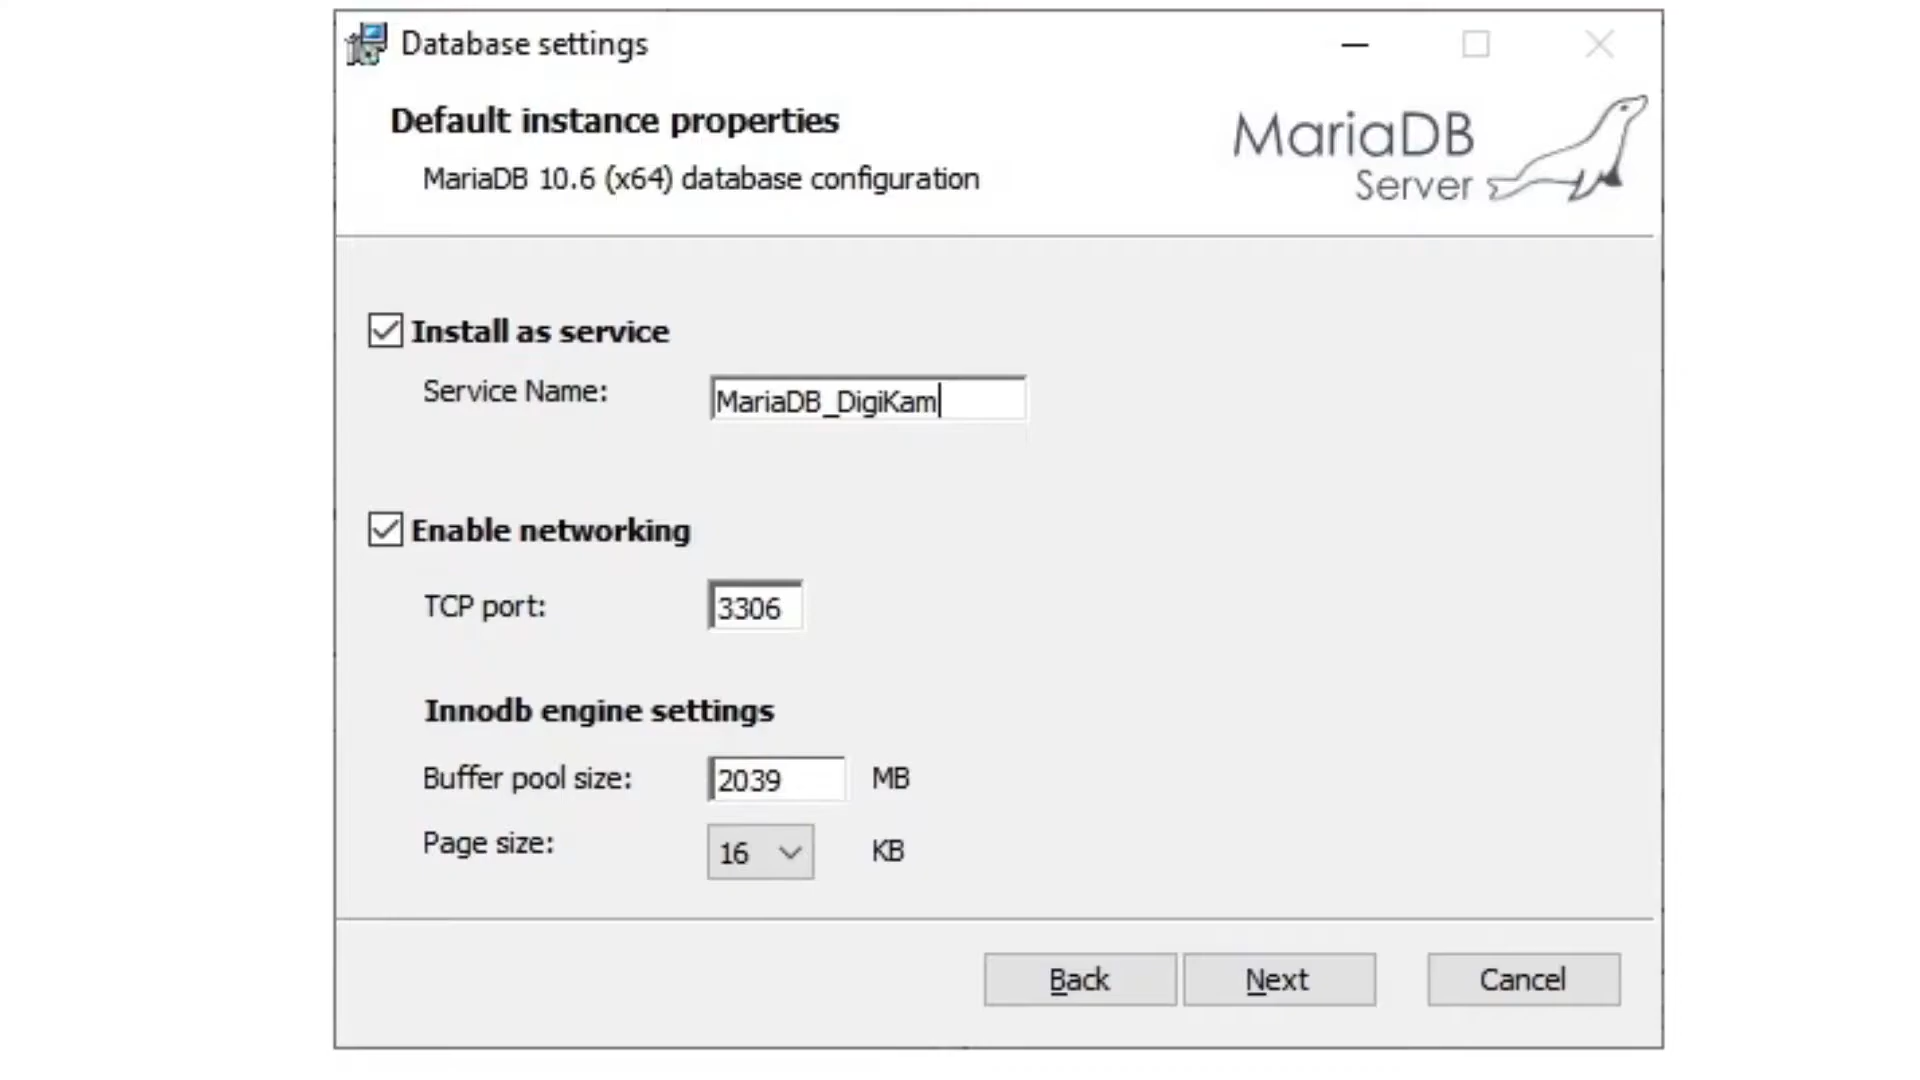 Database settings
Default instance properties
MariaDB 10.6 (x64) database configuration
MariaDB
Server
Install as service
Service Name: MariaDB_DigiKam
Enable networking
TCP port: 3306
Innodb engine settings
Buffer pool size: 2039 MB
Page size: 16 KB
Back Next Cancel